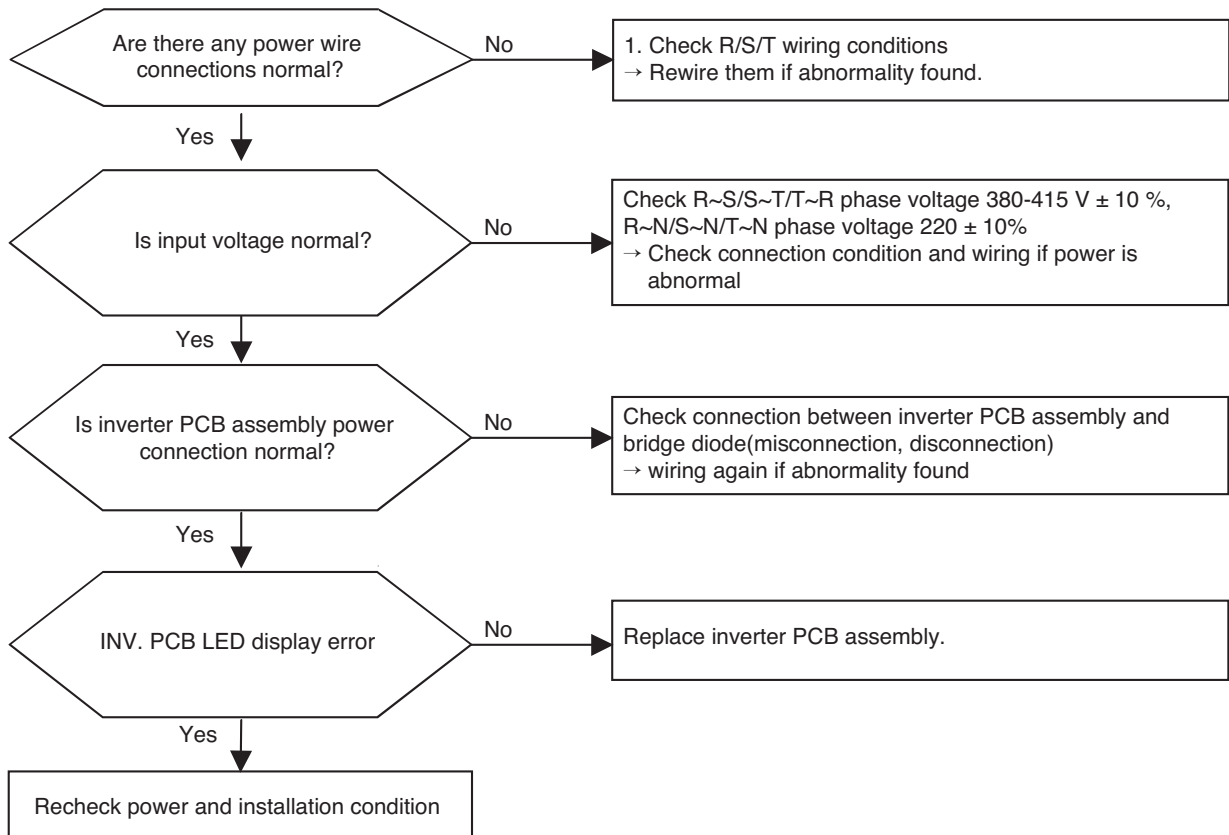 Are there any power wire
connections normal?
No
1. Check R/S/T wiring conditions
→ Rewire them if abnormality found.
Yes
Is input voltage normal?
No
Check R~S/S~T/T~R phase voltage 380-415 V ± 10 %,
R~N/S~N/T~N phase voltage 220 ± 10%
→ Check connection condition and wiring if power is
abnormal
Yes
Is inverter PCB assembly power
connection normal?
No
Check connection between inverter PCB assembly and
bridge diode(misconnection, disconnection)
→ wiring again if abnormality found
Yes
INV. PCB LED display error
No
Replace inverter PCB assembly.
Yes
Recheck power and installation condition